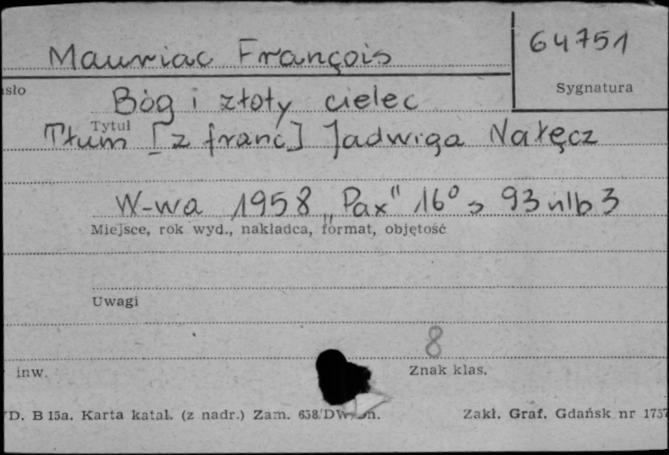 Mauriac François
64751
Sygnatura
Bóg i złoty cielec
Tytuł
Tłum [z franc] Jadwiga Nałęcz
W-wa 1958 „Pax" 16° s 93 nlb 3
Miejsce, rok wyd., nakładca, format, objętość
Uwagi
8
inw.
Znak klas.
D. B 15a. Karta katal. (z nadr.) Zam. 658/DW
Zakł. Graf. Gdańsk nr 1757